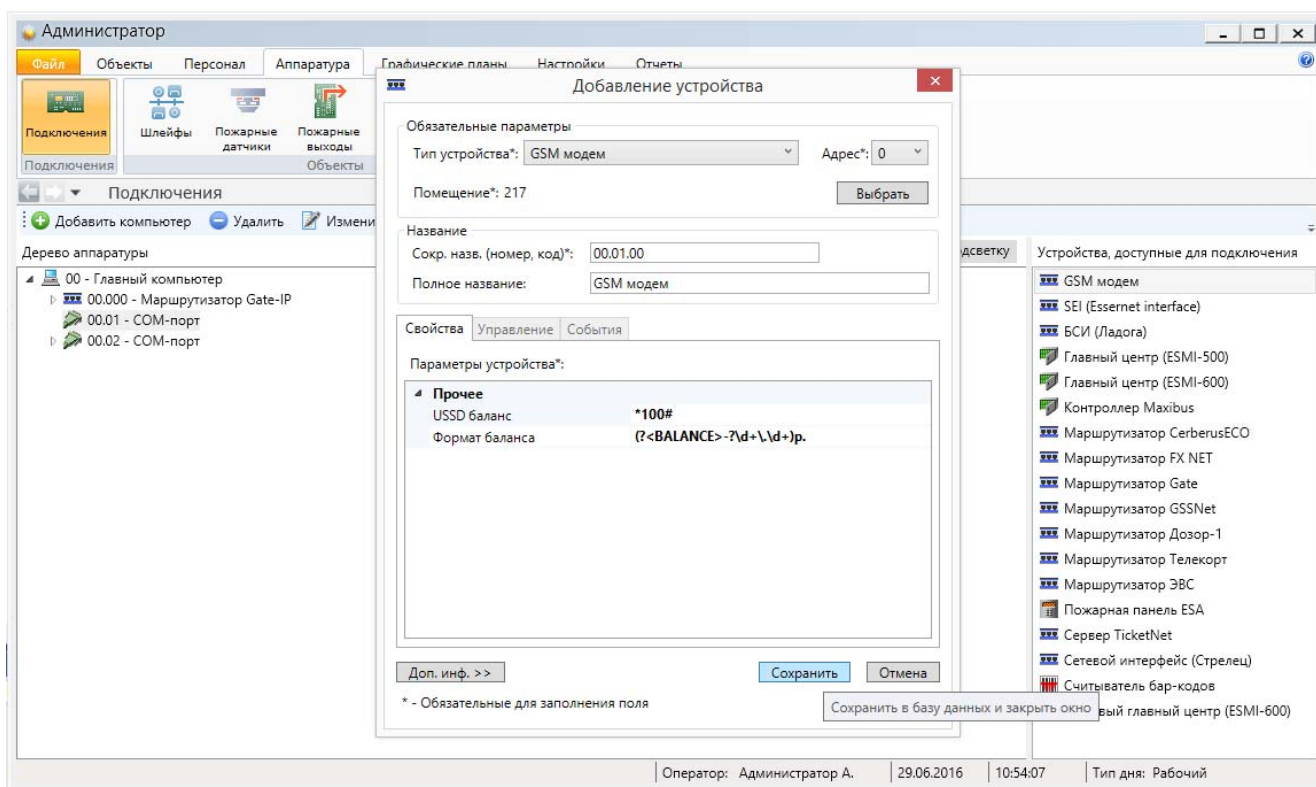 Администратор
Файл Объекты Персонал Аппаратура Графические планы Настройки Отчеты
Подключения Шлейфы Пожарные датчики Пожарные выходы
Подключения Объекты
Подключения
Добавить компьютер Удалить Измени
Дерево аппаратуры
00 - Главный компьютер
00.000 - Маршрутизатор Gate-IP
00.01 - COM-порт
00.02 - COM-порт
Добавление устройства
Обязательные параметры
Тип устройства*: GSM модем Адрес*: 0
Помещение*: 217 Выбрать
Название
Сокр. назв. (номер, код)*: 00.01.00
Полное название: GSM модем
Свойства Управление События
Параметры устройства*:
Прочее
USSD баланс *100#
Формат баланса (?<BALANCE>-?\d+\.\d+)р.
Доп. инф. >> Сохранить Отмена
* - Обязательные для заполнения поля
Сохранить в базу данных и закрыть окно
дсветку
Устройства, доступные для подключения
GSM модем
SEI (Essernet interface)
БСИ (Ладога)
Главный центр (ESMI-500)
Главный центр (ESMI-600)
Контроллер Maxibus
Маршрутизатор CerberusECO
Маршрутизатор FX NET
Маршрутизатор Gate
Маршрутизатор GSSNet
Маршрутизатор Дозор-1
Маршрутизатор Телекорт
Маршрутизатор ЭВС
Пожарная панель ESA
Сервер TicketNet
Сетевой интерфейс (Стрелец)
Считыватель бар-кодов
вый главный центр (ESMI-600)
Оператор: Администратор А. 29.06.2016 10:54:07 Тип дня: Рабочий